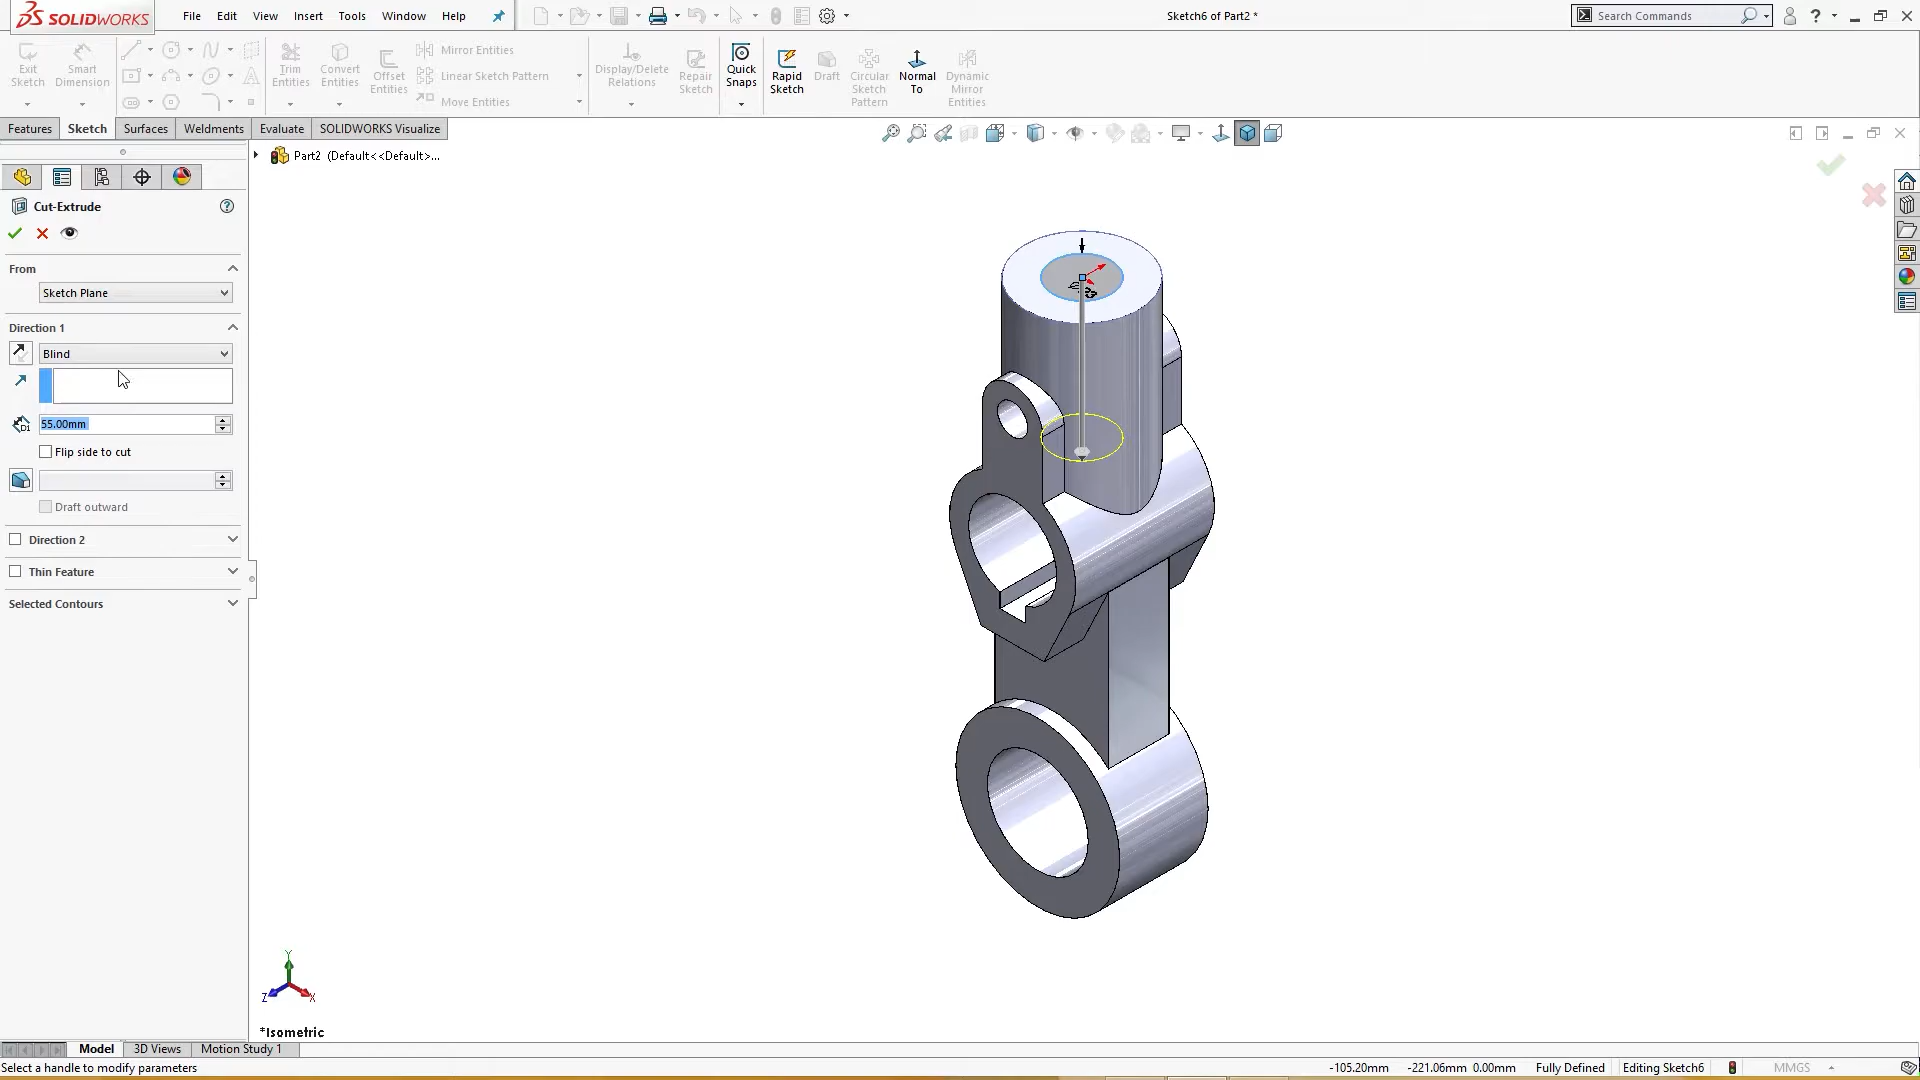 SOLIDWORKS
File Edit View Insert Tools Window Help
Sketch6 of Part2 *
Search Commands
Exit Sketch
Smart Dimension
Trim Entities
Convert Entities
Offset Entities
Mirror Entities
Linear Sketch Pattern
Move Entities
Display/Delete Relations
Repair Sketch
Quick Snaps
Rapid Sketch
Draft
Circular Sketch Pattern
Normal To
Dynamic Mirror Entities
Features Sketch Surfaces Weldments Evaluate SOLIDWORKS Visualize
Part2 (Default<<Default>...
Cut-Extrude
From
Sketch Plane
Direction 1
Blind
D1
55.00mm
Flip side to cut
Draft outward
Direction 2
Thin Feature
Selected Contours
Y
Z X
*Isometric
Model 3D Views Motion Study 1
Select a handle to modify parameters
-105.20mm -221.06mm 0.00mm Fully Defined Editing Sketch6 MMGS